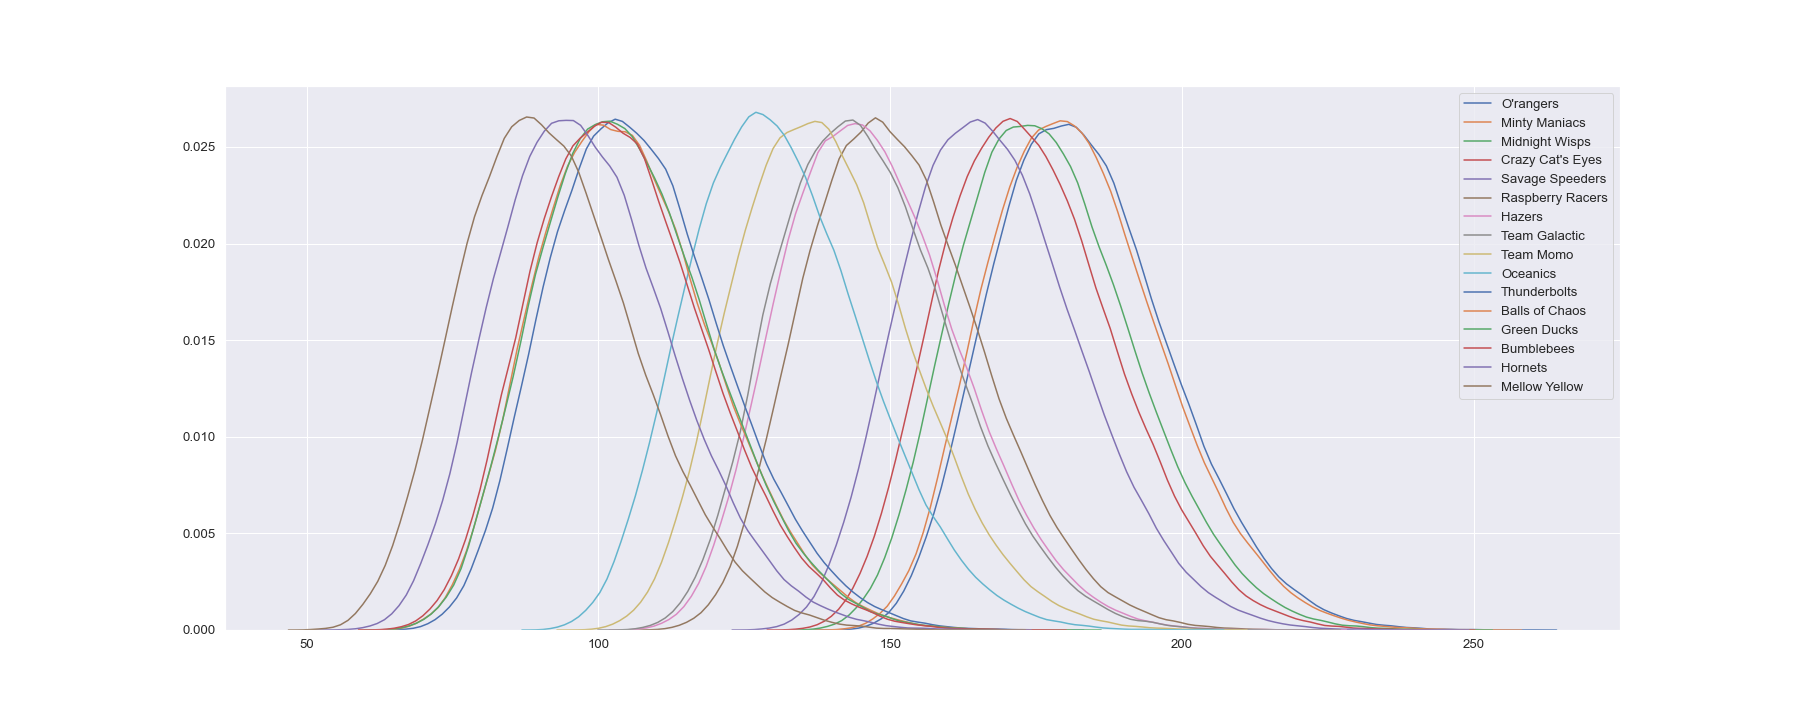 0.025
0.020
0.015
0.010
0.005
0.000
50
100
150
200
250
O'rangers
Minty Maniacs
Midnight Wisps
Crazy Cat's Eyes
Savage Speeders
Raspberry Racers
Hazers
Team Galactic
Team Momo
Oceanics
Thunderbolts
Balls of Chaos
Green Ducks
Bumblebees
Hornets
Mellow Yellow